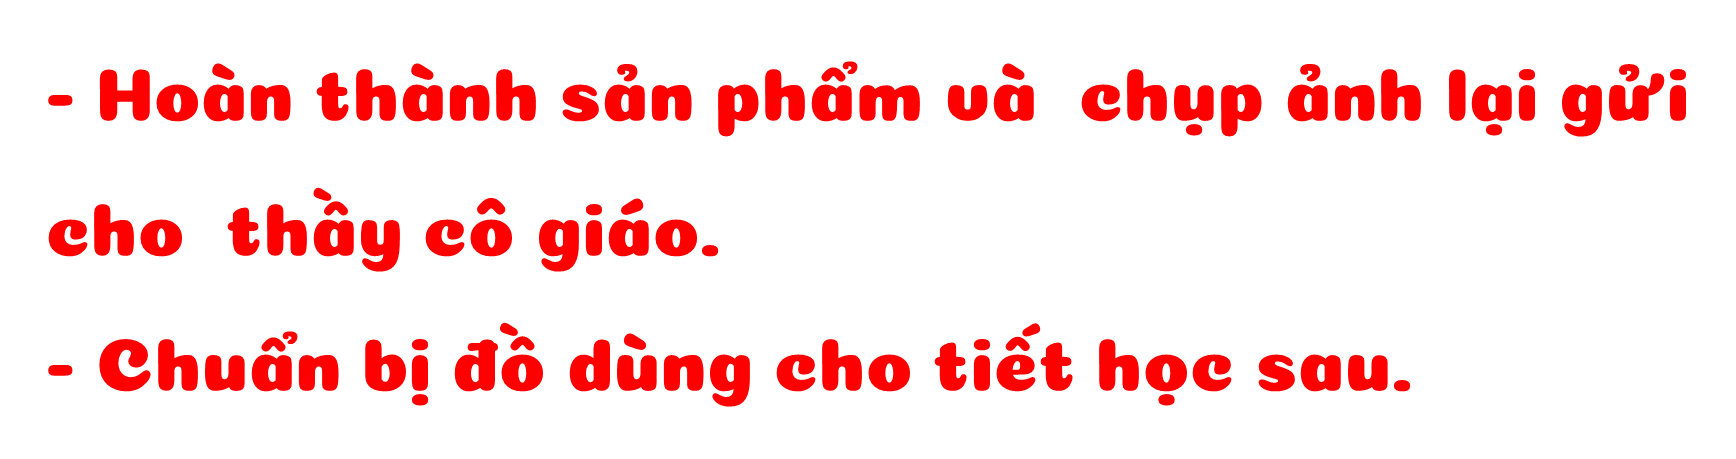 - Hoàn thành sản phẩm và  chụp ảnh lại gửi
cho  thầy cô giáo.
- Chuẩn bị đồ dùng cho tiết học sau.